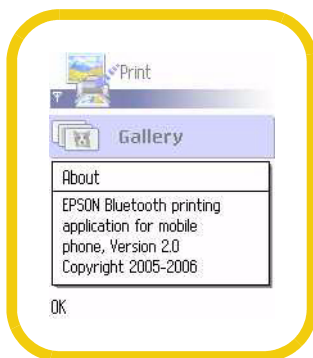 Print
Gallery
About
EPSON Bluetooth printing
application for mobile
phone, Version 2.0
Copyright 2005-2006
OK